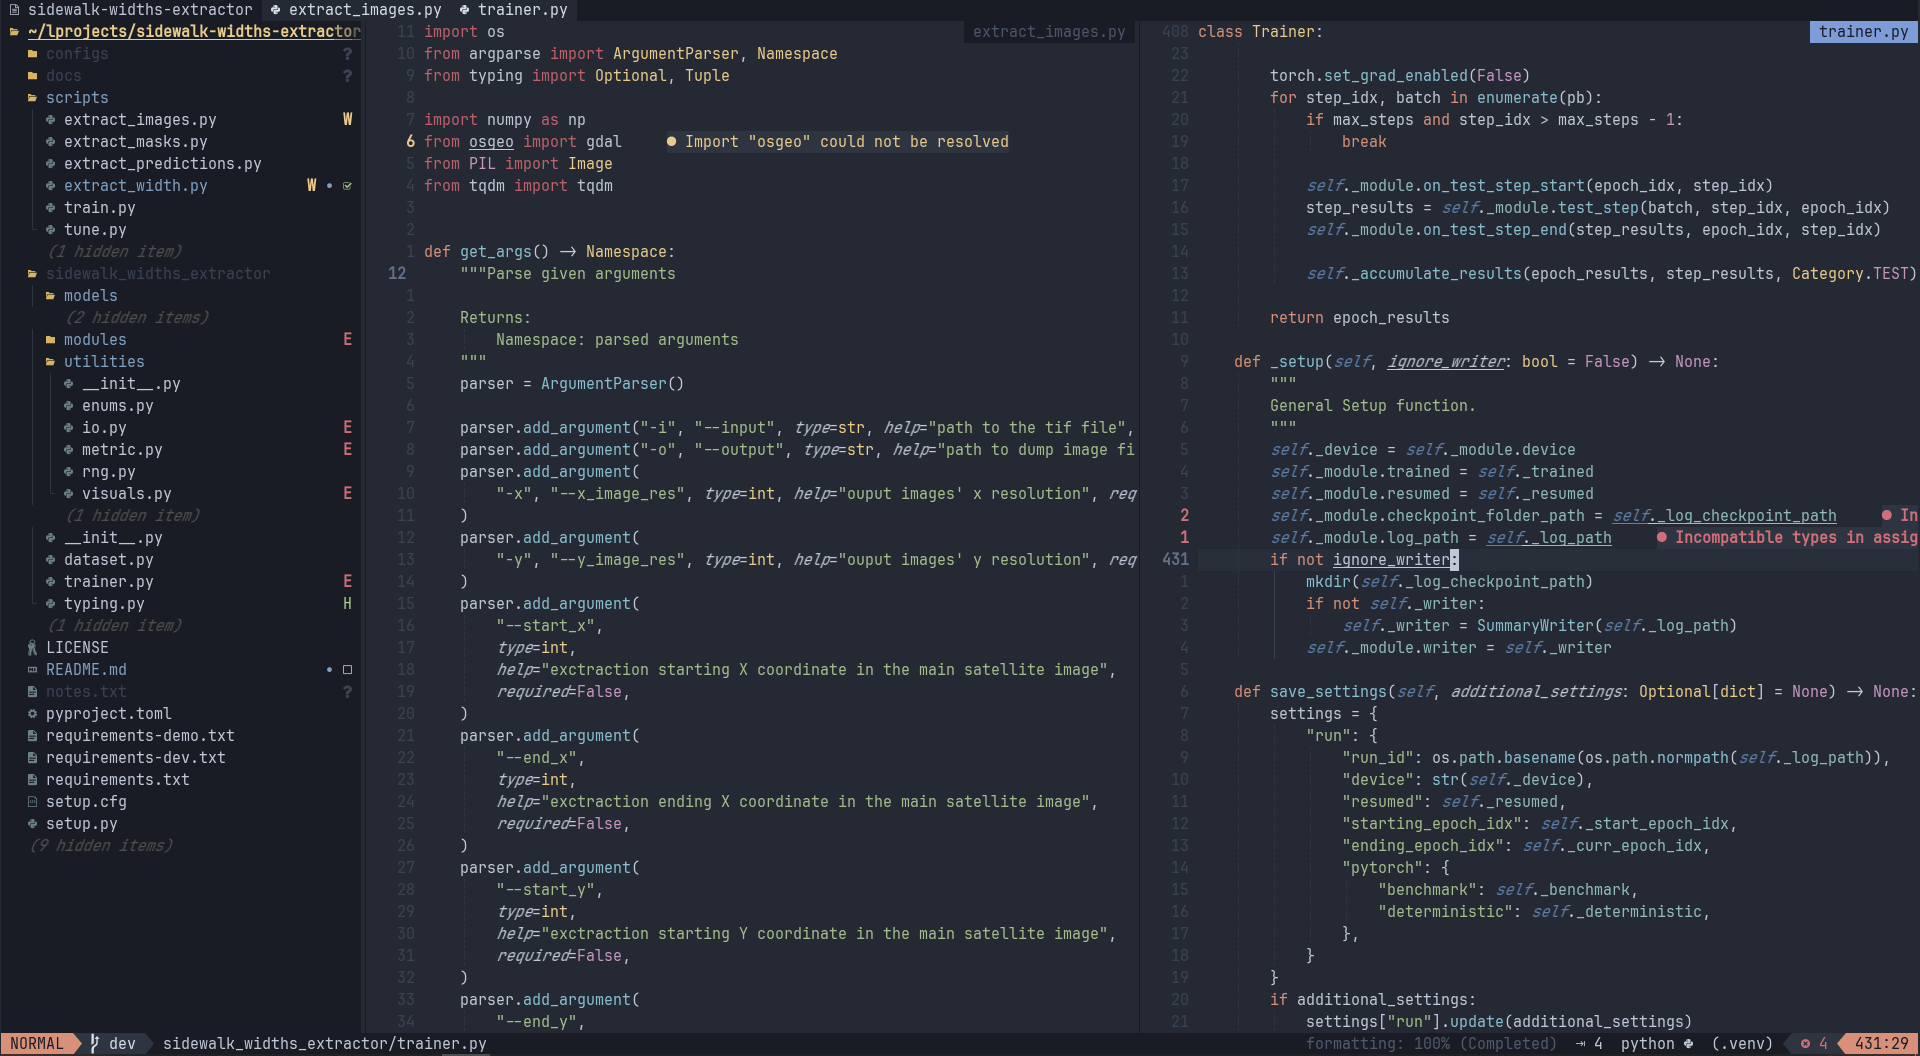 sidewalk-widths-extractor extract_images.py trainer.py
~/lprojects/sidewalk-widths-extractor
configs ?
docs ?
scripts
extract_images.py W
extract_masks.py
extract_predictions.py
extract_width.py W
train.py
tune.py
(1 hidden item)
sidewalk_widths_extractor
models
(2 hidden items)
modules E
utilities
__init__.py
enums.py
io.py E
metric.py E
rng.py
visuals.py E
(1 hidden item)
__init__.py
dataset.py
trainer.py E
typing.py H
(1 hidden item)
LICENSE
README.md
notes.txt ?
pyproject.toml
requirements-demo.txt
requirements-dev.txt
requirements.txt
setup.cfg
setup.py
(9 hidden items)
extract_images.py
11 import os
10 from argparse import ArgumentParser, Namespace
9 from typing import Optional, Tuple
8
7 import numpy as np
6 from osgeo import gdal ● Import "osgeo" could not be resolved
5 from PIL import Image
4 from tqdm import tqdm
3
2
1 def get_args() -> Namespace:
12 """Parse given arguments
1
2 Returns:
3 Namespace: parsed arguments
4 """
5 parser = ArgumentParser()
6
7 parser.add_argument("-i", "--input", type=str, help="path to the tif file",
8 parser.add_argument("-o", "--output", type=str, help="path to dump image fi
9 parser.add_argument(
10 "-x", "--x_image_res", type=int, help="ouput images' x resolution", req
11 )
12 parser.add_argument(
13 "-y", "--y_image_res", type=int, help="ouput images' y resolution", req
14 )
15 parser.add_argument(
16 "--start_x",
17 type=int,
18 help="exctraction starting X coordinate in the main satellite image",
19 required=False,
20 )
21 parser.add_argument(
22 "--end_x",
23 type=int,
24 help="exctraction ending X coordinate in the main satellite image",
25 required=False,
26 )
27 parser.add_argument(
28 "--start_y",
29 type=int,
30 help="exctraction starting Y coordinate in the main satellite image",
31 required=False,
32 )
33 parser.add_argument(
34 "--end_y",
trainer.py
408 class Trainer:
23
22 torch.set_grad_enabled(False)
21 for step_idx, batch in enumerate(pb):
20 if max_steps and step_idx > max_steps - 1:
19 break
18
17 self._module.on_test_step_start(epoch_idx, step_idx)
16 step_results = self._module.test_step(batch, step_idx, epoch_idx)
15 self._module.on_test_step_end(step_results, epoch_idx, step_idx)
14
13 self._accumulate_results(epoch_results, step_results, Category.TEST)
12
11 return epoch_results
10
9 def _setup(self, ignore_writer: bool = False) -> None:
8 """
7 General Setup function.
6 """
5 self._device = self._module.device
4 self._module.trained = self._trained
3 self._module.resumed = self._resumed
2 self._module.checkpoint_folder_path = self._log_checkpoint_path ● In
1 self._module.log_path = self._log_path ● Incompatible types in assig
431 if not ignore_writer:
1 mkdir(self._log_checkpoint_path)
2 if not self._writer:
3 self._writer = SummaryWriter(self._log_path)
4 self._module.writer = self._writer
5
6 def save_settings(self, additional_settings: Optional[dict] = None) -> None:
7 settings = {
8 "run": {
9 "run_id": os.path.basename(os.path.normpath(self._log_path)),
10 "device": str(self._device),
11 "resumed": self._resumed,
12 "starting_epoch_idx": self._start_epoch_idx,
13 "ending_epoch_idx": self._curr_epoch_idx,
14 "pytorch": {
15 "benchmark": self._benchmark,
16 "deterministic": self._deterministic,
17 },
18 }
19 }
20 if additional_settings:
21 settings["run"].update(additional_settings)
NORMAL dev sidewalk_widths_extractor/trainer.py formatting: 100% (Completed) ⇥ 4 python (.venv) 4 431:29